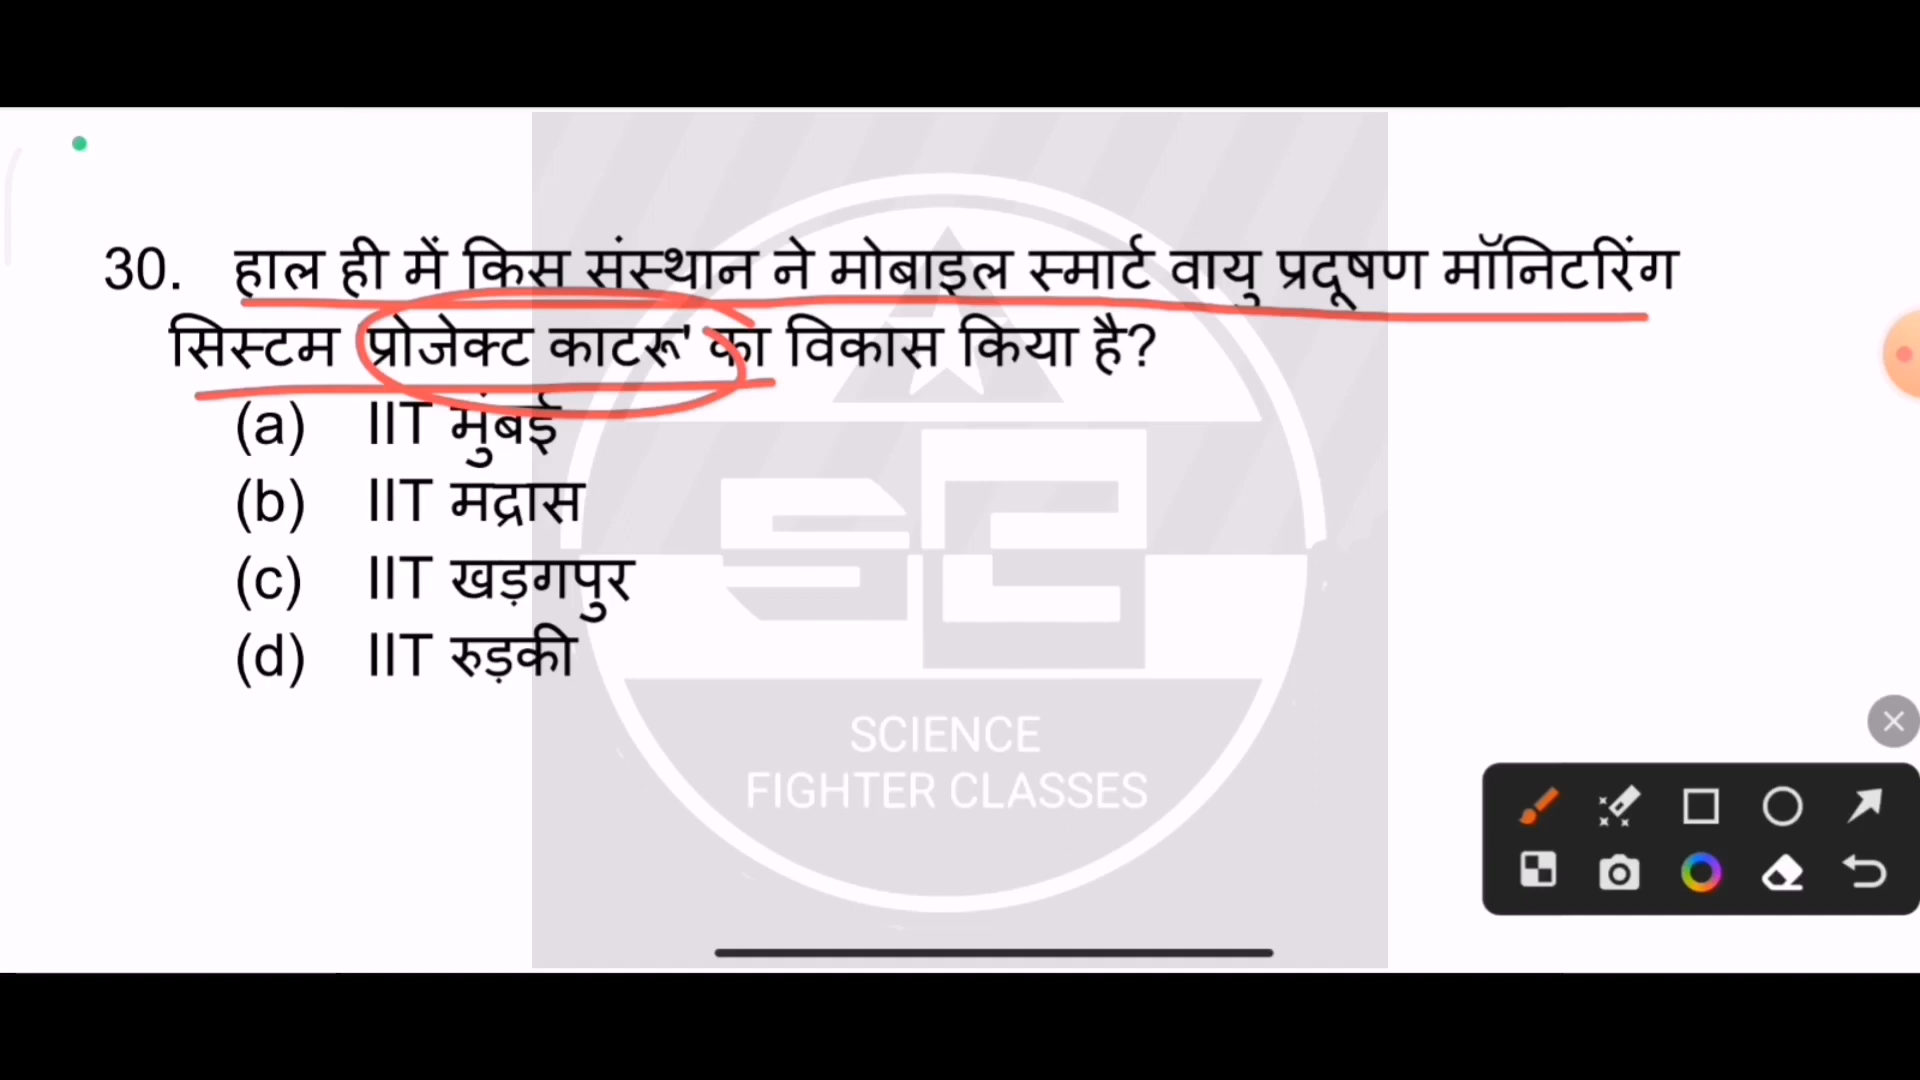 30. हाल ही में किस संस्थान ने मोबाइल स्मार्ट वायु प्रदूषण मॉनिटरिंग
सिस्टम प्रोजेक्ट काटरू' का विकास किया है?
(a) IIT मुंबई
(b) IIT मद्रास
(c) IIT खड़गपुर
(d) IIT रुड़की
SCIENCE
FIGHTER CLASSES